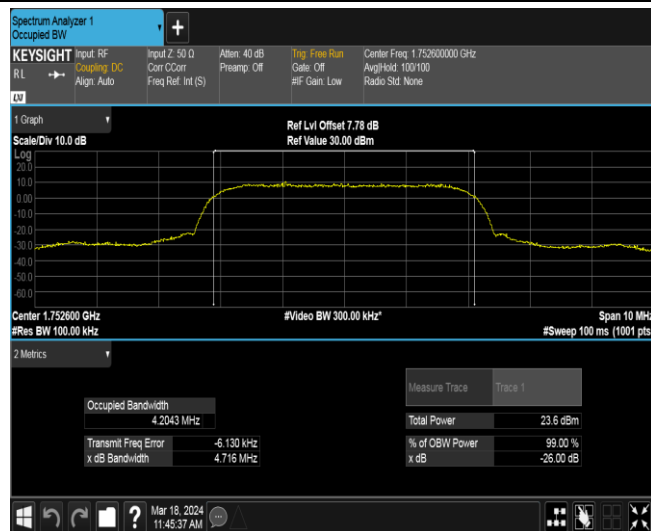 Spectrum Analyzer 1
Occupied BW
+
KEYSIGHT
RL
LXI
Input: RF
Coupling: DC
Align: Auto
Input Z: 50 Ω
Corr CCorr
Freq Ref: Int (S)
Atten: 40 dB
Preamp: Off
Trig: Free Run
Gate: Off
#IF Gain: Low
Center Freq: 1.752600000 GHz
Avg|Hold: 100/100
Radio Std: None
1 Graph
Scale/Div 10.0 dB
Ref Lvl Offset 7.78 dB
Ref Value 30.00 dBm
Log
20.0
10.0
0.00
-10.0
-20.0
-30.0
-40.0
-50.0
-60.0
Center 1.752600 GHz
#Res BW 100.00 kHz
#Video BW 300.00 kHz*
Span 10 MHz
#Sweep 100 ms (1001 pts
2 Metrics
Measure Trace Trace 1
Occupied Bandwidth
4.2043 MHz
Total Power 23.6 dBm
Transmit Freq Error -6.130 kHz
% of OBW Power 99.00 %
x dB Bandwidth 4.716 MHz
x dB -26.00 dB
?
Mar 18, 2024
11:45:37 AM